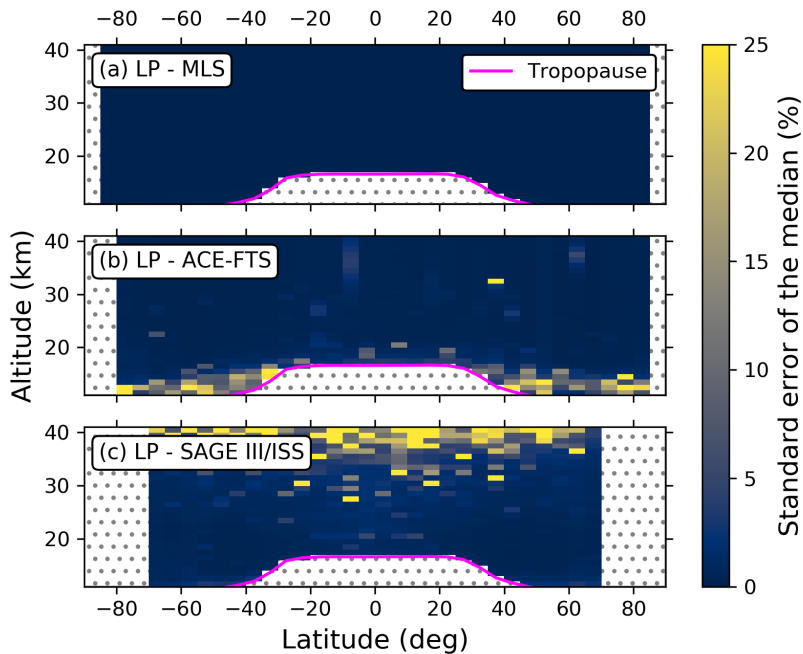 −80 −60 −40 −20 0 20 40 60 80
40
30
20
(a) LP - MLS
Tropopause
40
30
20
(b) LP - ACE-FTS
40
30
20
(c) LP - SAGE III/ISS
−80 −60 −40 −20 0 20 40 60 80
Latitude (deg)
Altitude (km)
25
20
15
10
5
0
Standard error of the median (%)